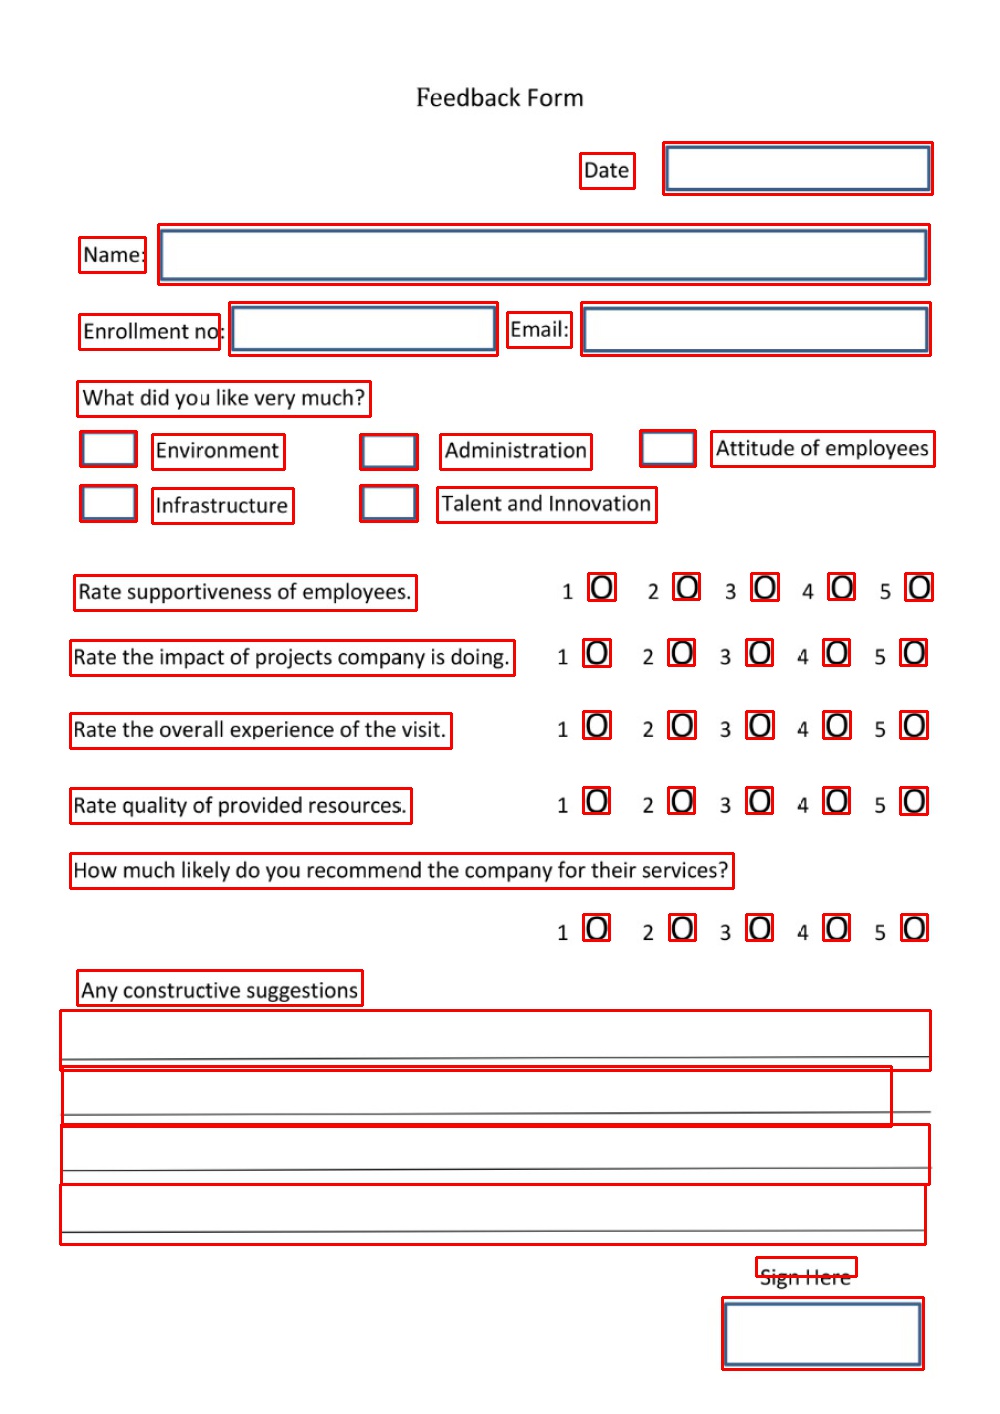 Feedback Form
Date
Name:
Enrollment no: Email:
What did you like very much?
Environment Administration Attitude of employees
Infrastructure Talent and Innovation
Rate supportiveness of employees. 1 O 2 O 3 O 4 O 5 O
Rate the impact of projects company is doing. 1 O 2 O 3 O 4 O 5 O
Rate the overall experience of the visit. 1 O 2 O 3 O 4 O 5 O
Rate quality of provided resources. 1 O 2 O 3 O 4 O 5 O
How much likely do you recommend the company for their services?
1 O 2 O 3 O 4 O 5 O
Any constructive suggestions
Sign Here